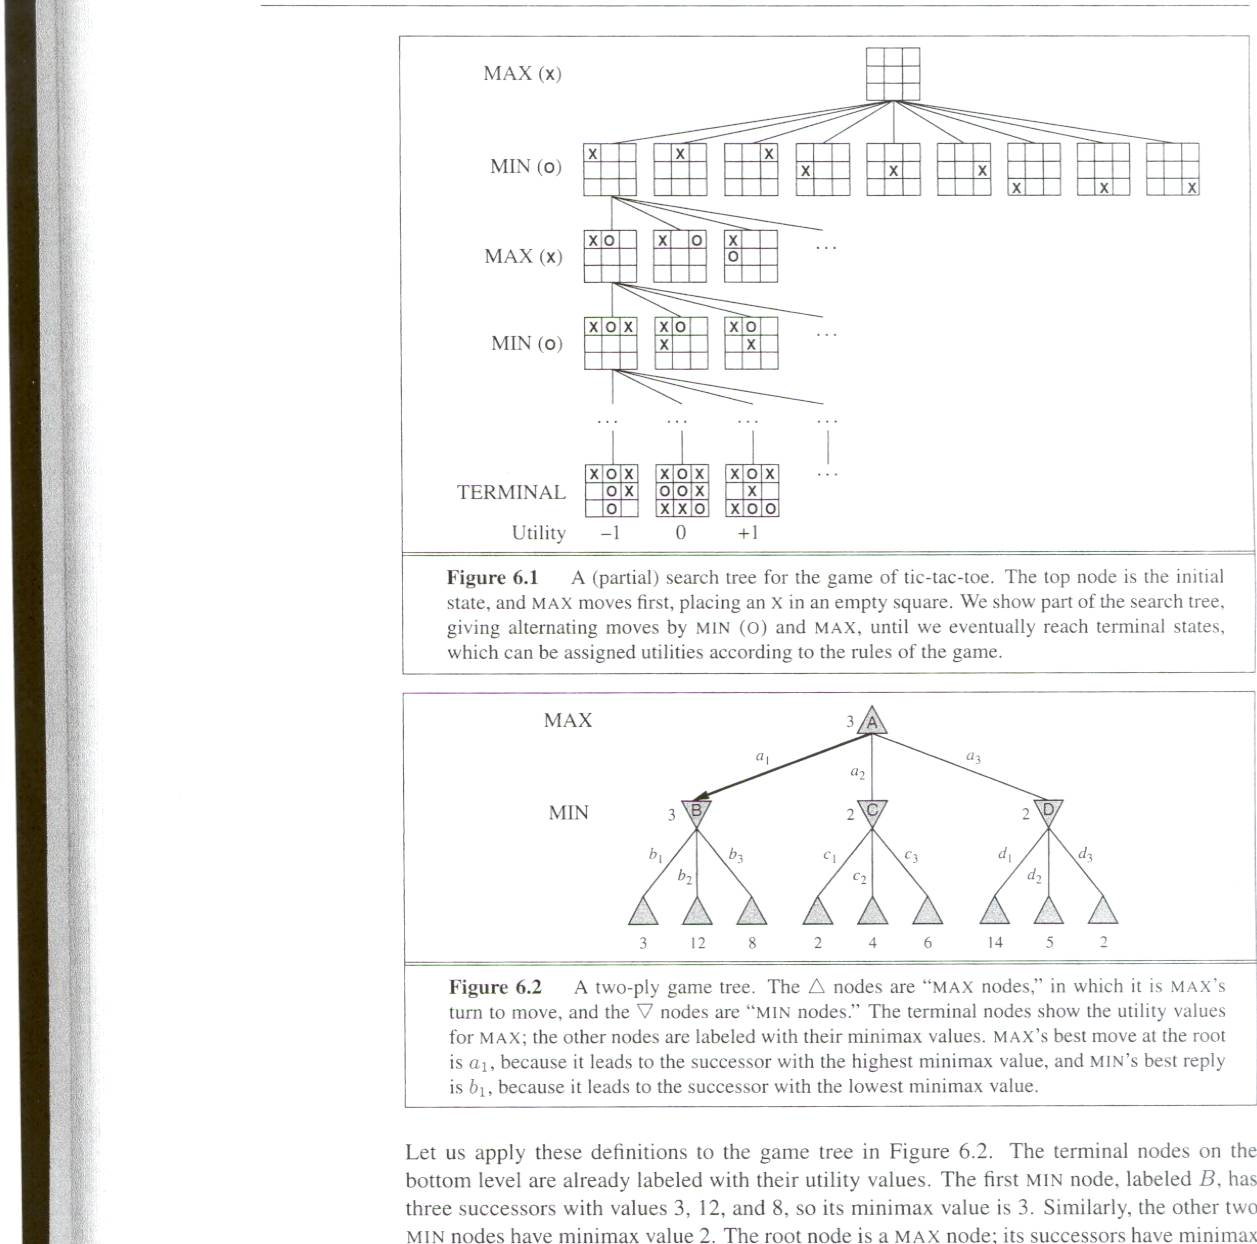 MAX (X)
MIN (O)
X X X X X X X X X
MAX (X)
X O X O X
O
...
MIN (O)
X O X X O X O
X X
...
... ... ... ...
TERMINAL
X O X X O X X O X
O X O O X X
O X X O X O O
...
Utility −1 0 +1
Figure 6.1 A (partial) search tree for the game of tic-tac-toe. The top node is the initial
state, and MAX moves first, placing an X in an empty square. We show part of the search tree,
giving alternating moves by MIN (O) and MAX, until we eventually reach terminal states,
which can be assigned utilities according to the rules of the game.
MAX 3 A
a1 a2 a3
MIN 3 B 2 C 2 D
b1 b2 b3 c1 c2 c3 d1 d2 d3
3 12 8 2 4 6 14 5 2
Figure 6.2 A two-ply game tree. The △ nodes are “MAX nodes,” in which it is MAX’s
turn to move, and the ▽ nodes are “MIN nodes.” The terminal nodes show the utility values
for MAX; the other nodes are labeled with their minimax values. MAX’s best move at the root
is a1, because it leads to the successor with the highest minimax value, and MIN’s best reply
is b1, because it leads to the successor with the lowest minimax value.
Let us apply these definitions to the game tree in Figure 6.2. The terminal nodes on the
bottom level are already labeled with their utility values. The first MIN node, labeled B, has
three successors with values 3, 12, and 8, so its minimax value is 3. Similarly, the other two
MIN nodes have minimax value 2. The root node is a MAX node; its successors have minimax